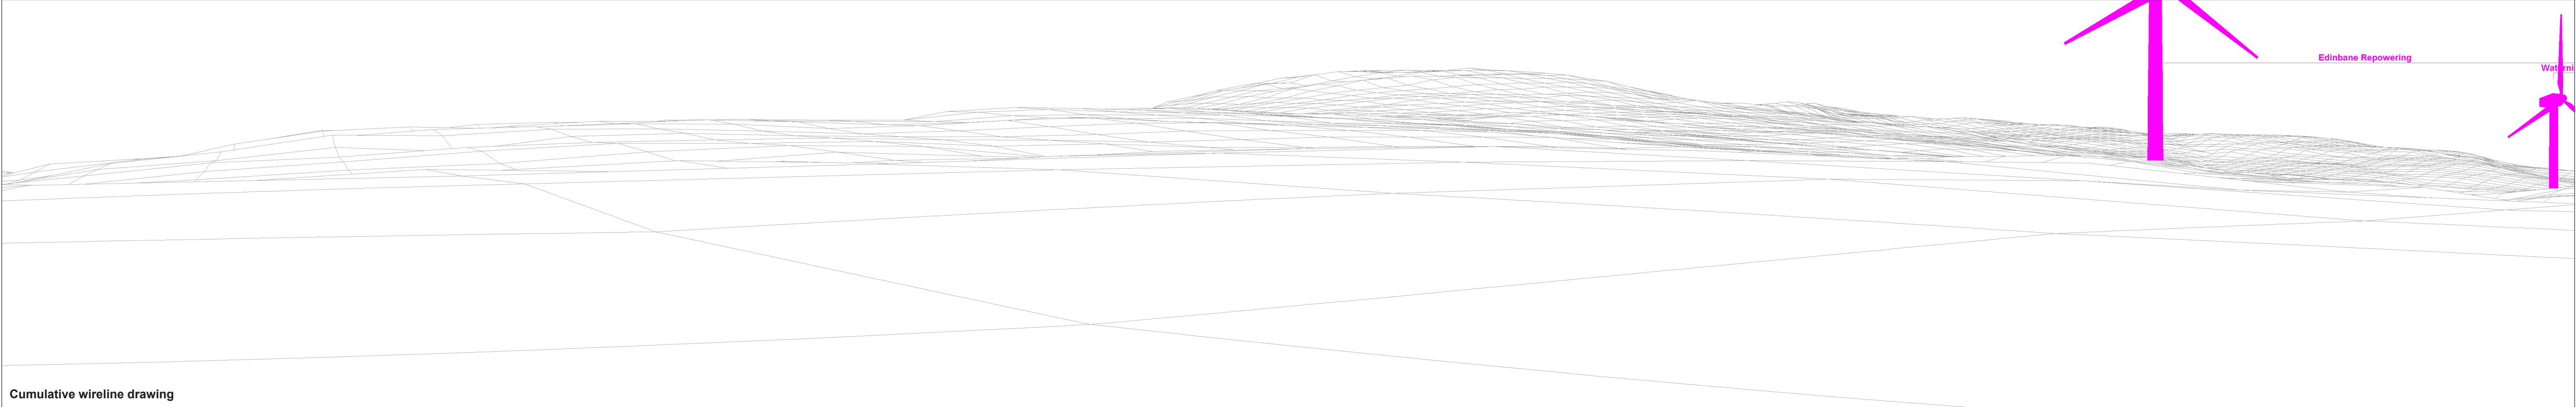 Edinbane Repowering
Cumulative wireline drawing